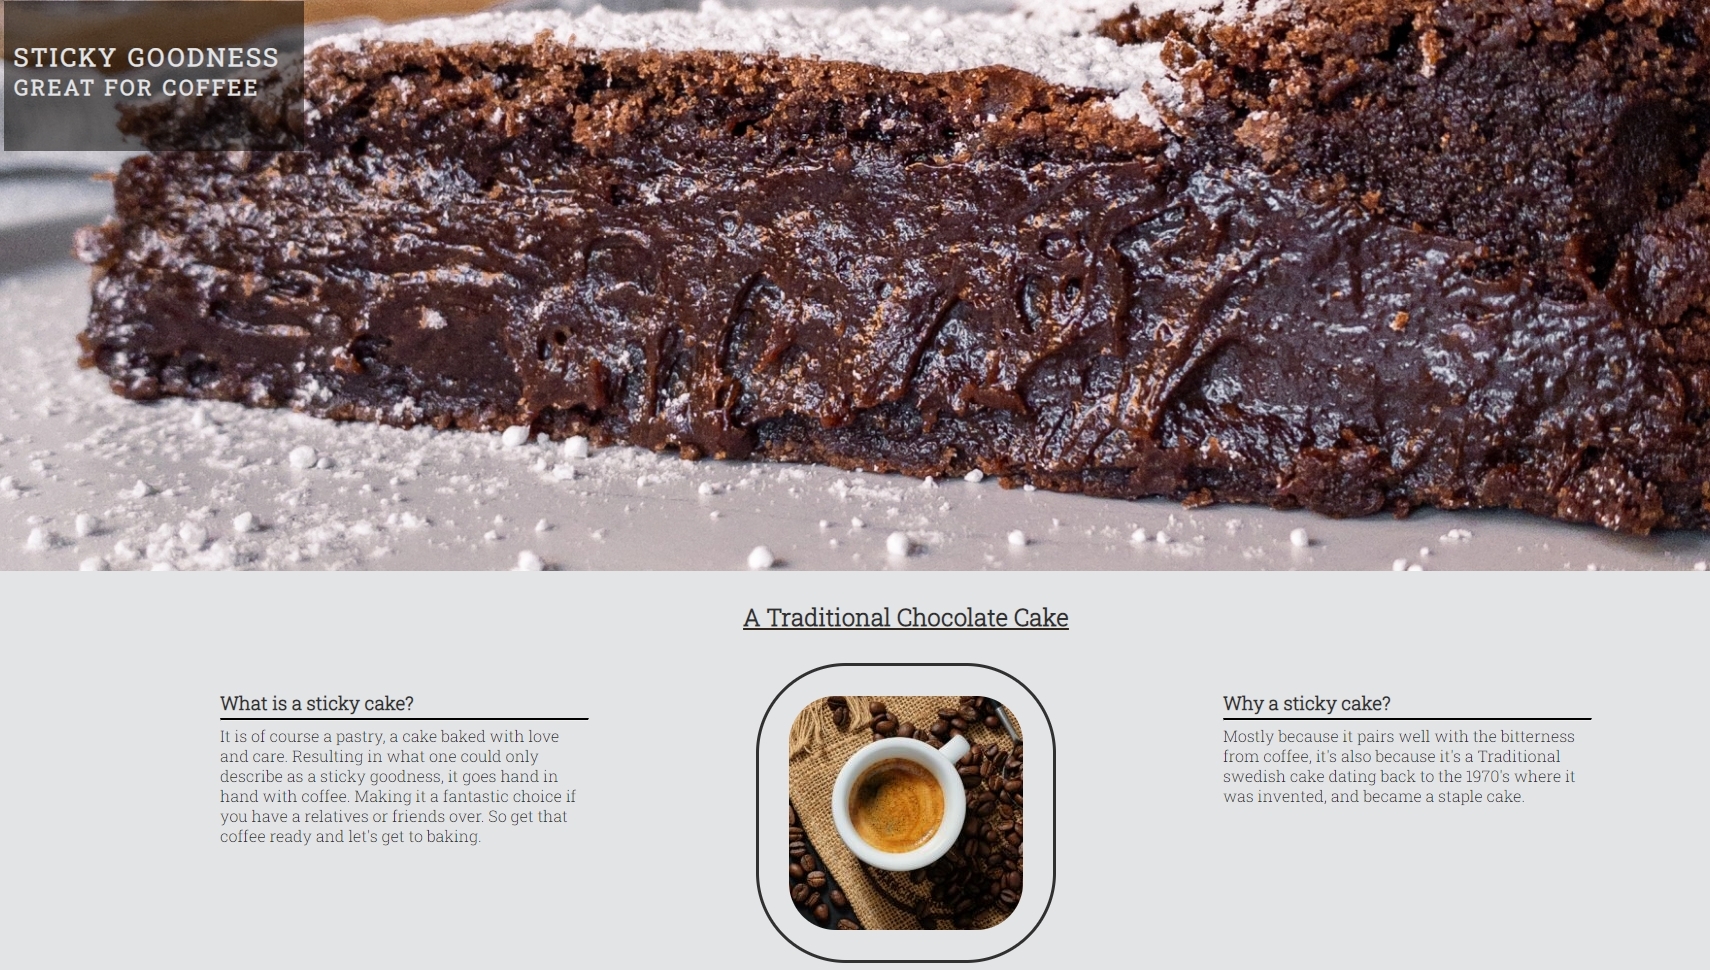 STICKY GOODNESS
GREAT FOR COFFEE
A Traditional Chocolate Cake
What is a sticky cake?
It is of course a pastry, a cake baked with love
and care. Resulting in what one could only
describe as a sticky goodness, it goes hand in
hand with coffee. Making it a fantastic choice if
you have a relatives or friends over. So get that
coffee ready and let's get to baking.
Why a sticky cake?
Mostly because it pairs well with the bitterness
from coffee, it's also because it's a Traditional
swedish cake dating back to the 1970's where it
was invented, and became a staple cake.